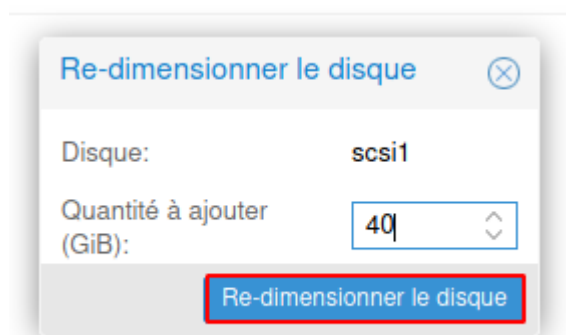 Re-dimensionner le disque
Disque: scsi1
Quantité à ajouter
(GiB): 40
Re-dimensionner le disque